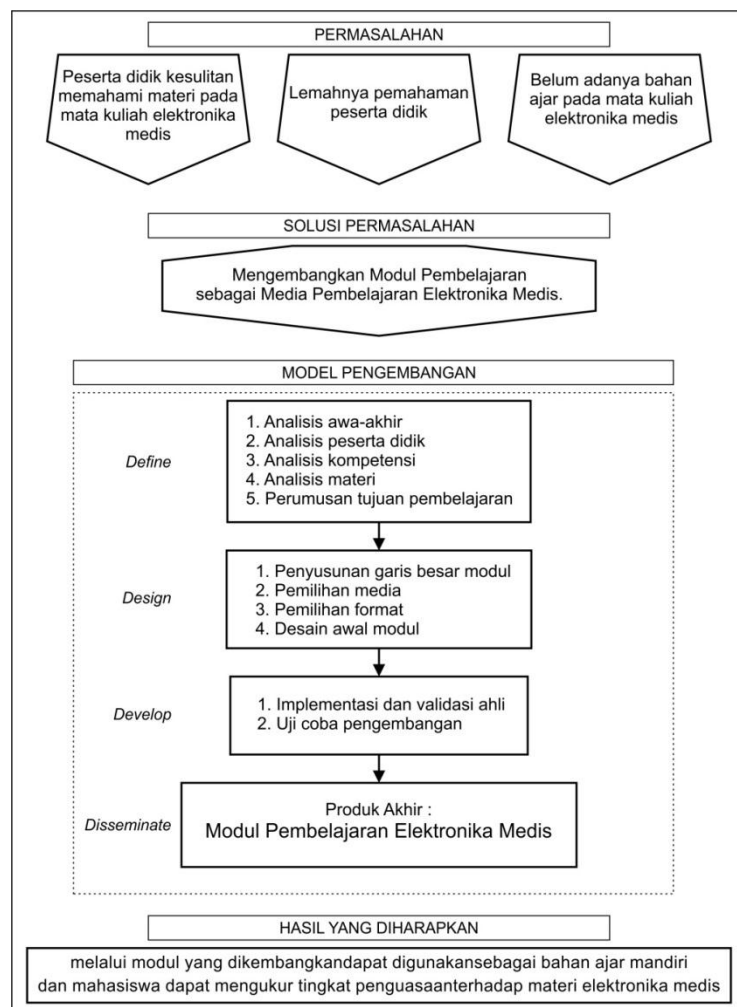 PERMASALAHAN
Peserta didik kesulitan
memahami materi pada
mata kuliah elektronika
medis
Lemahnya pemahaman
peserta didik
Belum adanya bahan
ajar pada mata kuliah
elektronika medis
SOLUSI PERMASALAHAN
Mengembangkan Modul Pembelajaran
sebagai Media Pembelajaran Elektronika Medis.
MODEL PENGEMBANGAN
Define
1. Analisis awa-akhir
2. Analisis peserta didik
3. Analisis kompetensi
4. Analisis materi
5. Perumusan tujuan pembelajaran
Design
1. Penyusunan garis besar modul
2. Pemilihan media
3. Pemilihan format
4. Desain awal modul
Develop
1. Implementasi dan validasi ahli
2. Uji coba pengembangan
Disseminate
Produk Akhir :
Modul Pembelajaran Elektronika Medis
HASIL YANG DIHARAPKAN
melalui modul yang dikembangkandapat digunakansebagai bahan ajar mandiri
dan mahasiswa dapat mengukur tingkat penguasaanterhadap materi elektronika medis